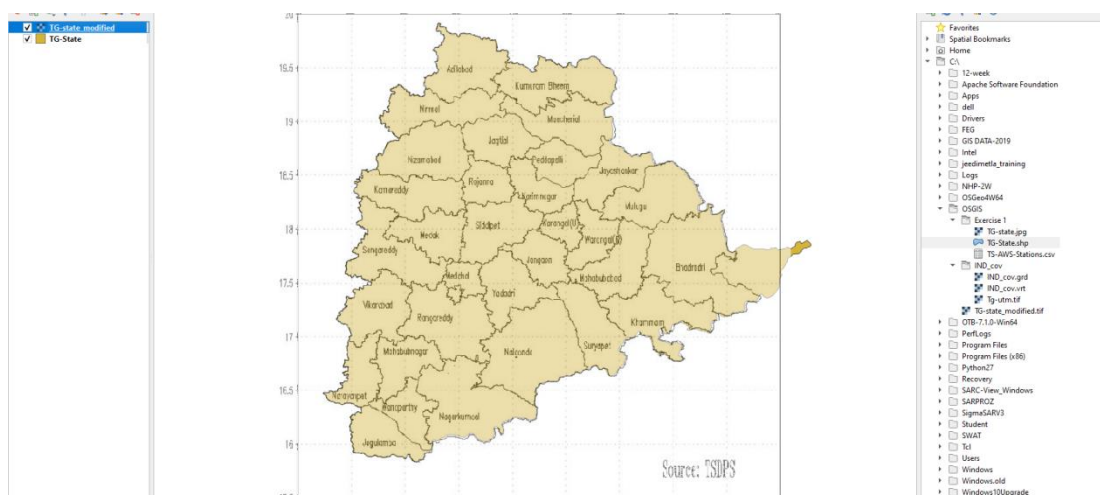 TG-state_modified
TG-State
20
19.5
19
18.5
18
17.5
17
16.5
16
Adilabad
Kumuram Bheem
Nirmal
Mancherial
Jagtial
Nizamabad
Peddapalli
Jayashankar
Rajanna
Kamareddy
Karimnagar
Mulugu
Siddipet
Warangal(U)
Medak
Warangal(R)
Sangareddy
Jangaon
Bhadradri
Medchal
Mahabubabad
Yadadri
Vikarabad
Rangareddy
Khammam
Suryapet
Mahabubnagar
Nalgonda
Narayanpet
Wanaparthy
Nagarkurnool
Jogulamba
Source: TSDPS
Favorites
Spatial Bookmarks
Home
C:\
12-week
Apache Software Foundation
Apps
dell
Drivers
FEG
GIS DATA-2019
Intel
jeedimetla_training
Logs
NHP-2W
OSGeo4W64
OSGIS
Exercise 1
TG-state.jpg
TG-State.shp
TS-AWS-Stations.csv
IND_cov
IND_cov.grd
IND_cov.vrt
Tg-utm.tif
TG-state_modified.tif
OTB-7.1.0-Win64
PerfLogs
Program Files
Program Files (x86)
Python27
Recovery
SARC-View_Windows
SARPROZ
SigmaSARV3
Student
SWAT
Tcl
Users
Windows
Windows.old
Windows10Upgrade